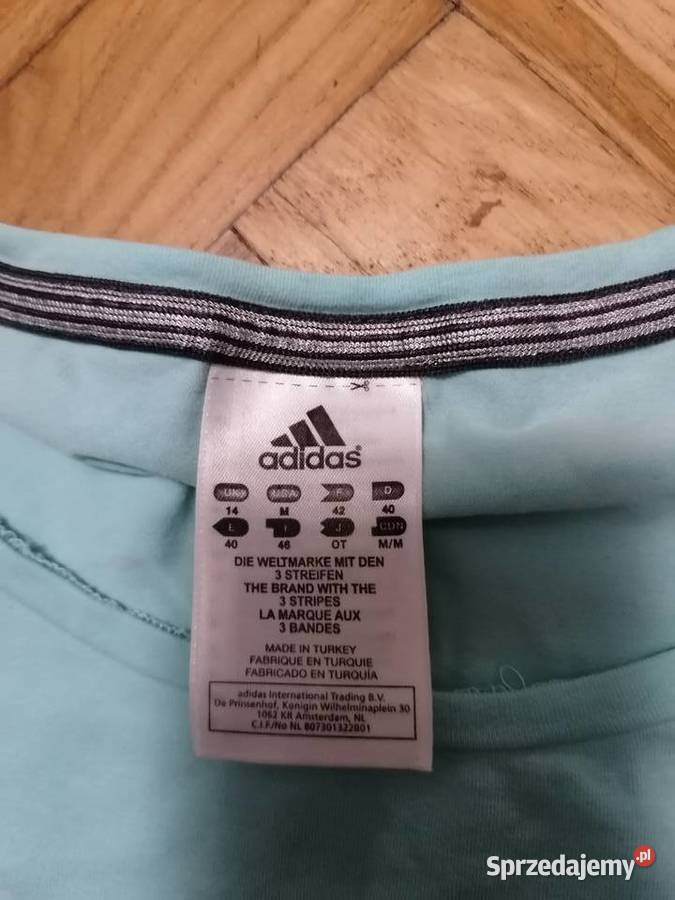 adidas®
UK USA F D
14 M 42 40
E I J CDN
40 46 OT M/M
DIE WELTMARKE MIT DEN
3 STREIFEN
THE BRAND WITH THE
3 STRIPES
LA MARQUE AUX
3 BANDES
MADE IN TURKEY
FABRIQUE EN TURQUIE
FABRICADO EN TURQUÍA
adidas International Trading B.V.
De Prinsenhof, Konigin Wilhelminaplein 30
1062 KR Amsterdam, NL
C.I.F./No NL 807301322B01
Sprzedajemy.pl